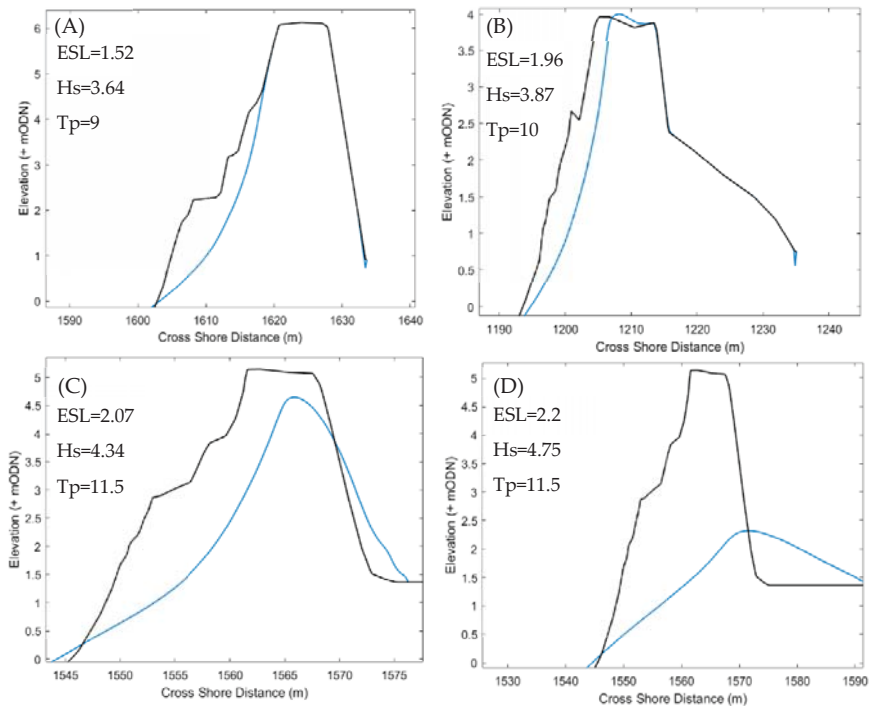 (A)
ESL=1.52
Hs=3.64
Tp=9
Elevation (+ mODN)
6
5
4
3
2
1
0
1590 1600 1610 1620 1630 1640
Cross Shore Distance (m)
(B)
ESL=1.96
Hs=3.87
Tp=10
Elevation (+ mODN)
4
3.5
3
2.5
2
1.5
1
0.5
0
1190 1200 1210 1220 1230 1240
Cross Shore Distance (m)
(C)
ESL=2.07
Hs=4.34
Tp=11.5
Elevation (+ mODN)
5
4.5
4
3.5
3
2.5
2
1.5
1
0.5
0
1545 1550 1555 1560 1565 1570 1575
Cross Shore Distance (m)
(D)
ESL=2.2
Hs=4.75
Tp=11.5
Elevation (+ mODN)
5
4.5
4
3.5
3
2.5
2
1.5
1
0.5
0
1530 1540 1550 1560 1570 1580 1590
Cross Shore Distance (m)